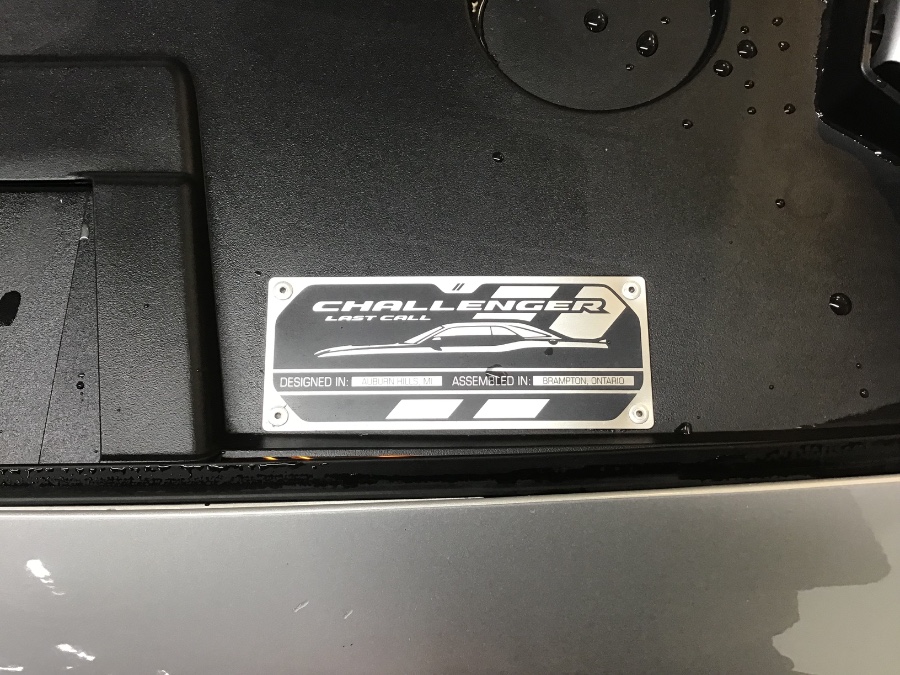 CHALLENGER
LAST CALL
DESIGNED IN: AUBURN HILLS, MI ASSEMBLED IN: BRAMPTON, ONTARIO